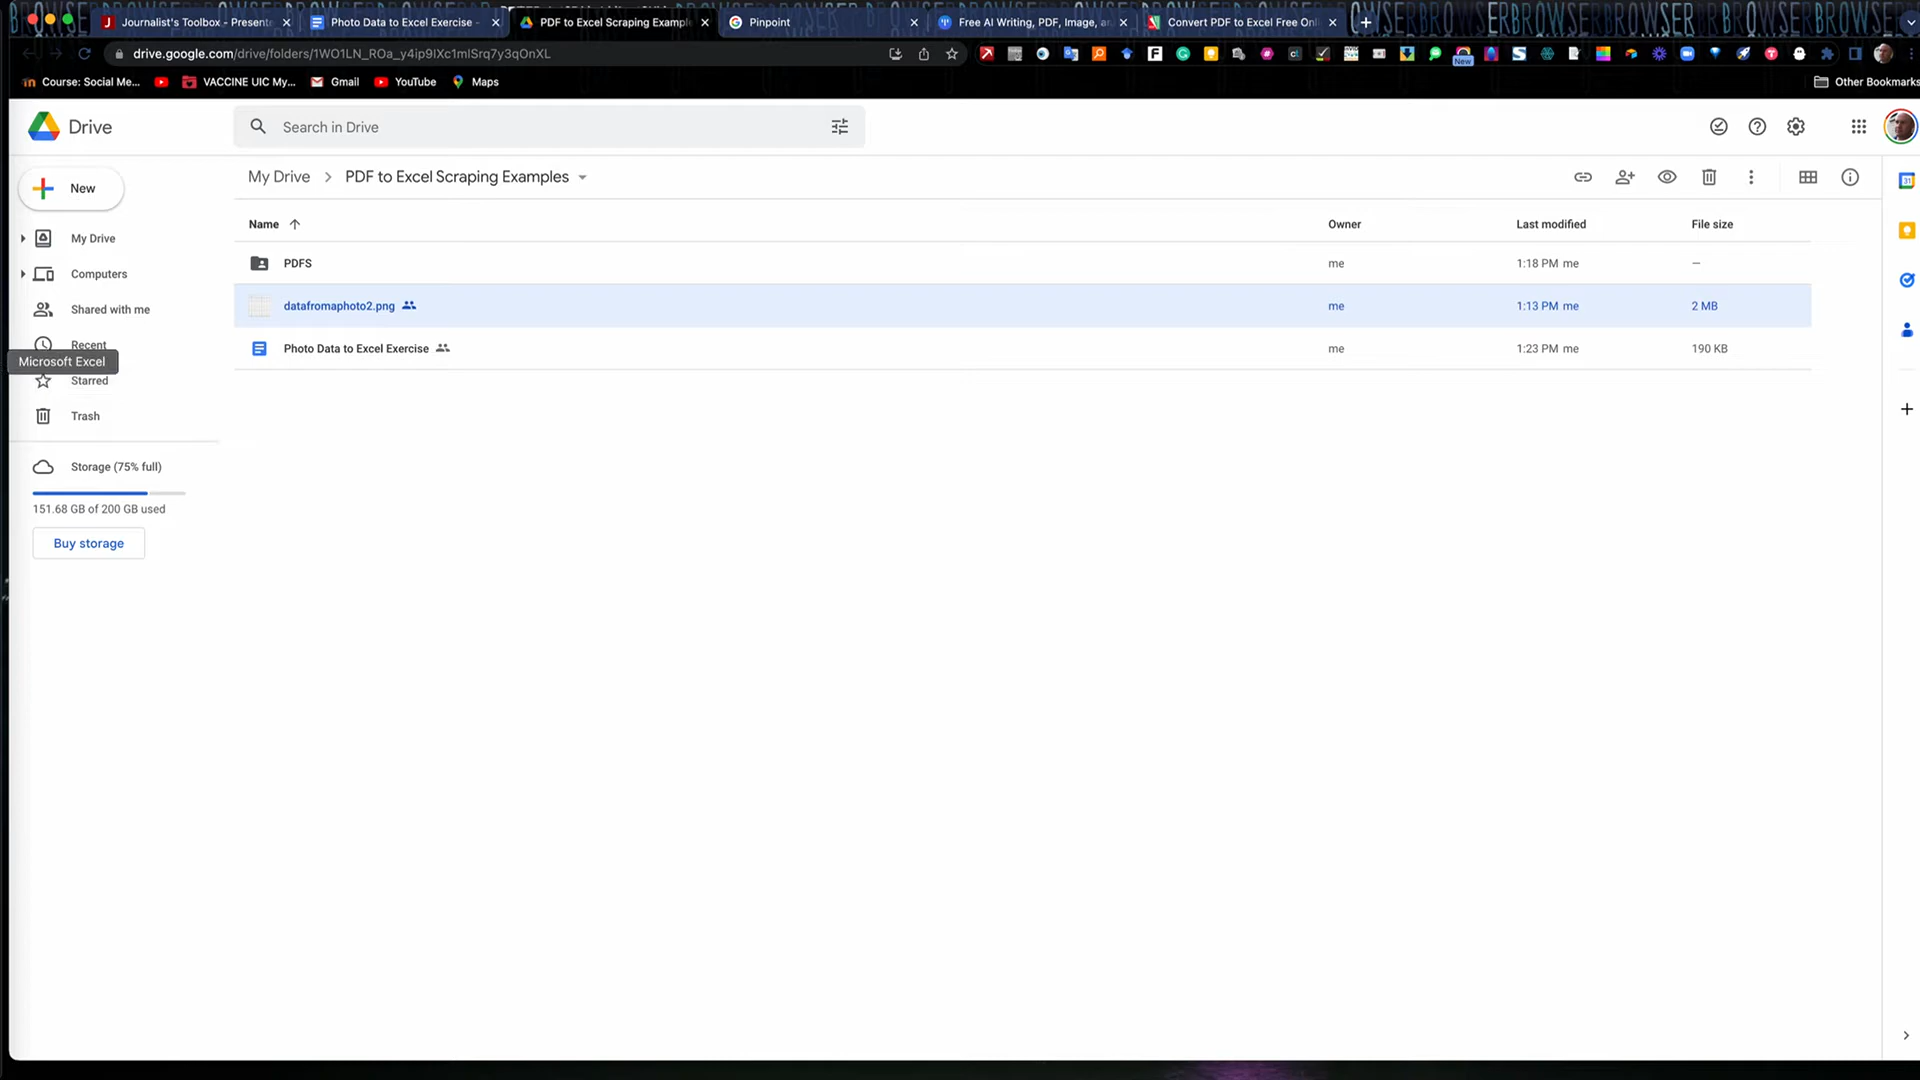 Journalist's Toolbox - Presente
Photo Data to Excel Exercise -
PDF to Excel Scraping Exampl
Pinpoint
Free AI Writing, PDF, Image, a
Convert PDF to Excel Free Onl
drive.google.com/drive/folders/1WO1LN_ROa_y4ip9IXc1mlSrq7y3qOnXL
New
Course: Social Me...
VACCINE UIC My...
Gmail
YouTube
Maps
Other Bookmarks
Drive
Search in Drive
New
My Drive
PDF to Excel Scraping Examples
Name
Owner
Last modified
File size
My Drive
PDFS
me
1:18 PM me
—
Computers
datafromaphoto2.png
me
1:13 PM me
2 MB
Shared with me
Recent
Photo Data to Excel Exercise
me
1:23 PM me
190 KB
Microsoft Excel
Starred
Trash
Storage (75% full)
151.68 GB of 200 GB used
Buy storage